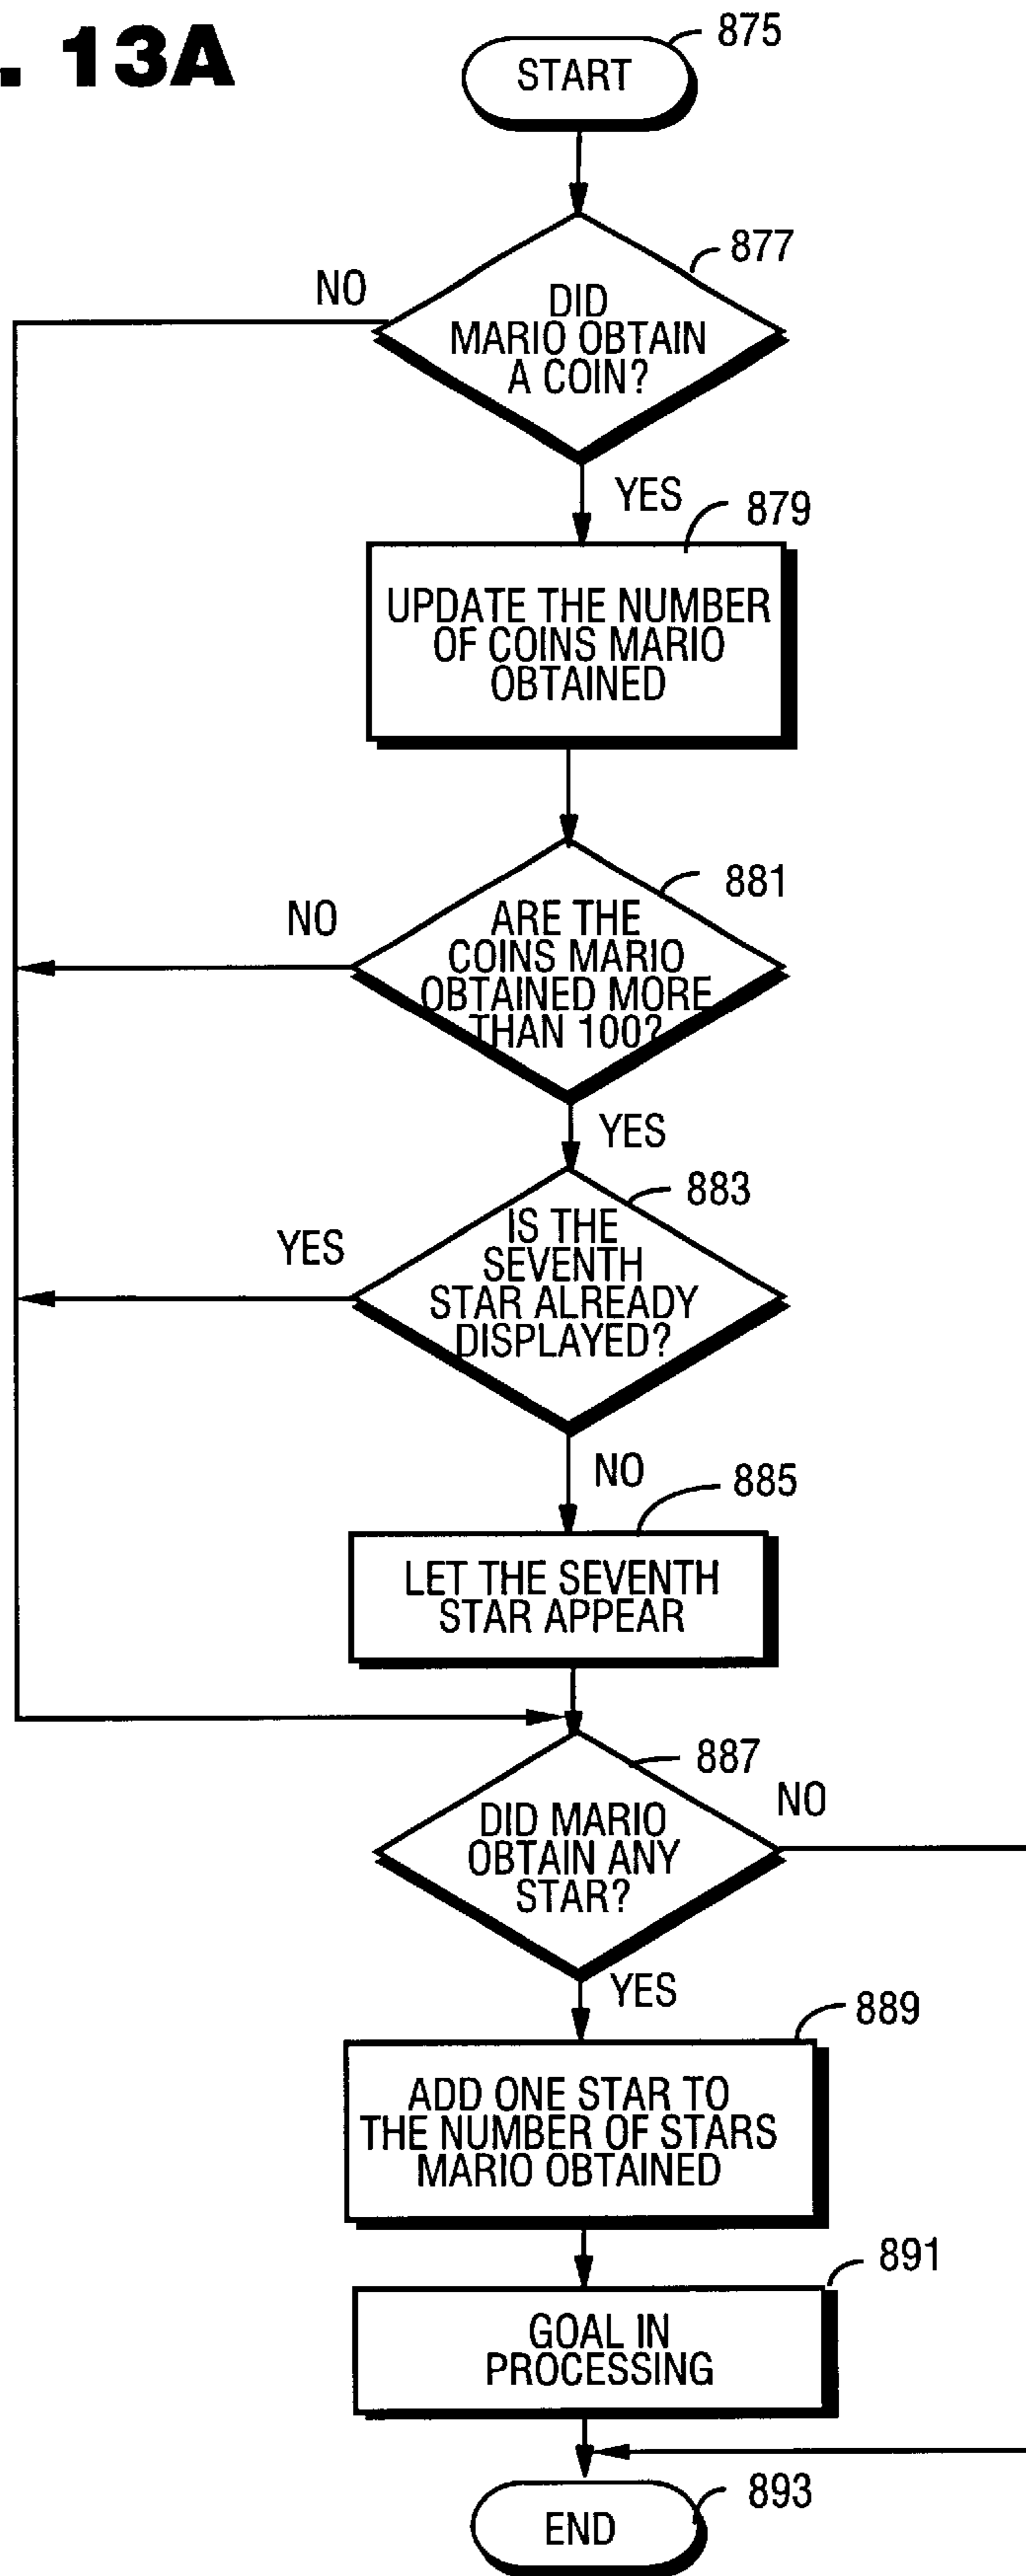 . 13A
875
START
877
NO
DID
MARIO OBTAIN
A COIN?
YES
879
UPDATE THE NUMBER
OF COINS MARIO
OBTAINED
881
NO
ARE THE
COINS MARIO
OBTAINED MORE
THAN 100?
YES
883
YES
IS THE
SEVENTH
STAR ALREADY
DISPLAYED?
NO
885
LET THE SEVENTH
STAR APPEAR
887
NO
DID MARIO
OBTAIN ANY
STAR?
YES
889
ADD ONE STAR TO
THE NUMBER OF STARS
MARIO OBTAINED
891
GOAL IN
PROCESSING
893
END